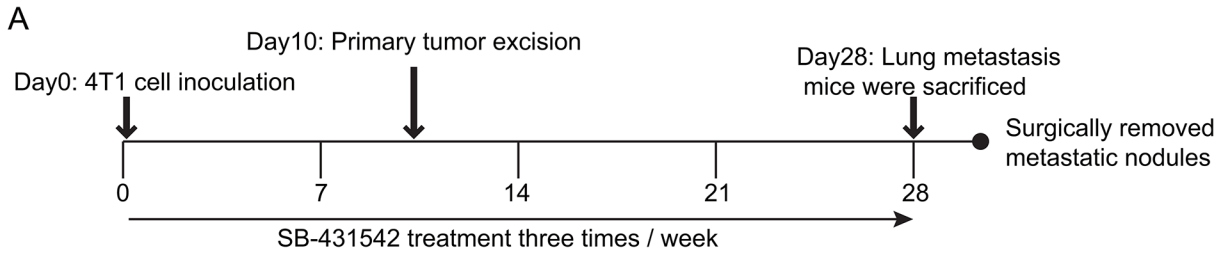 A
Day10: Primary tumor excision
Day28: Lung metastasis
mice were sacrificed
Day0: 4T1 cell inoculation
Surgically removed
metastatic nodules
0 7 14 21 28
SB-431542 treatment three times / week